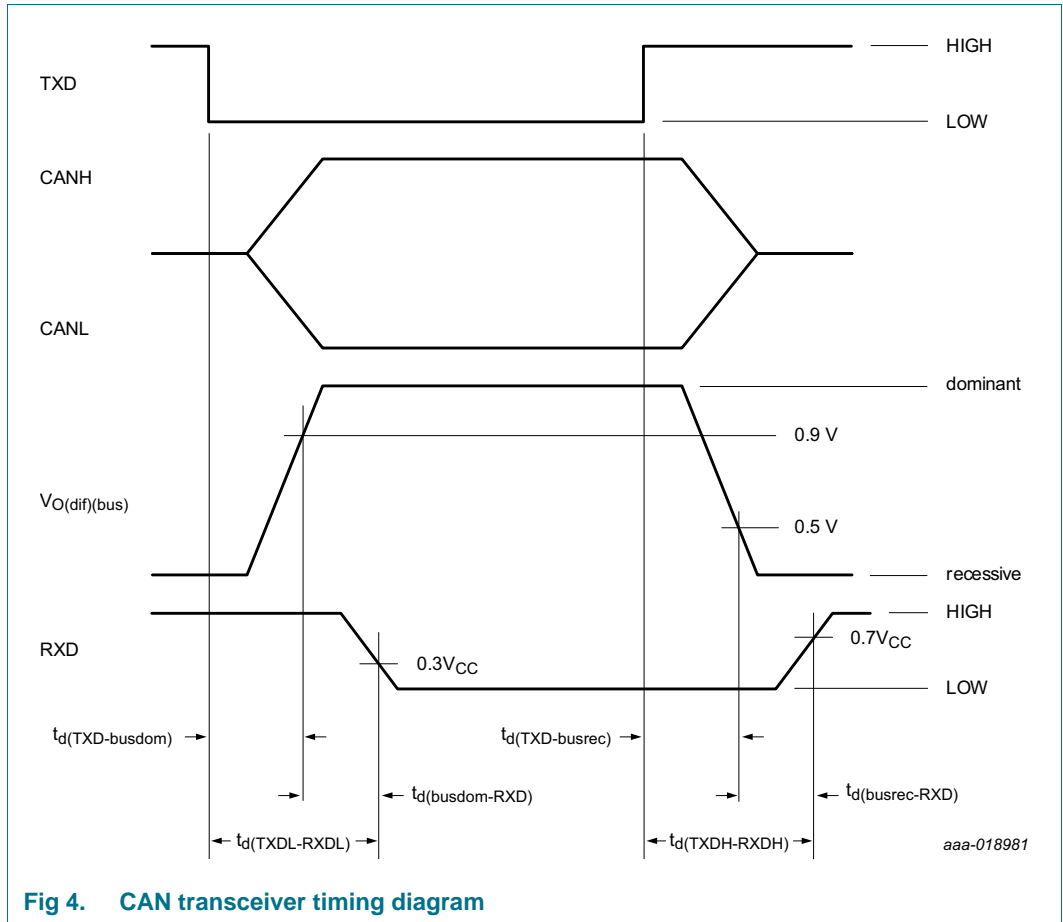 HIGH
TXD
LOW
CANH
CANL
dominant
0.9 V
VO(dif)(bus)
0.5 V
recessive
HIGH
RXD
0.7VCC
0.3VCC
LOW
td(TXD-busdom)
td(TXD-busrec)
td(busdom-RXD)
td(busrec-RXD)
td(TXDL-RXDL)
td(TXDH-RXDH)
aaa-018981
Fig 4. CAN transceiver timing diagram